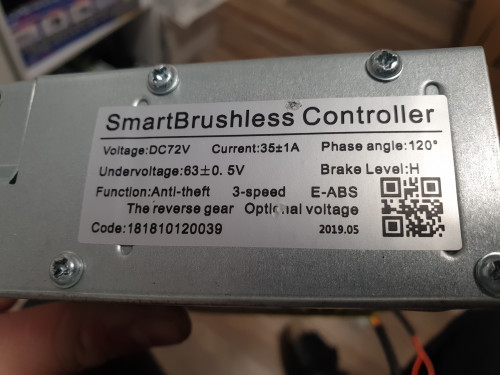 SmartBrushless Controller
Voltage:DC72V Current:35±1A Phase angle:120°
Undervoltage:63±0.5V Brake Level:H
Function:Anti-theft 3-speed E-ABS
The reverse gear Optional voltage
Code:181810120039 2019.05